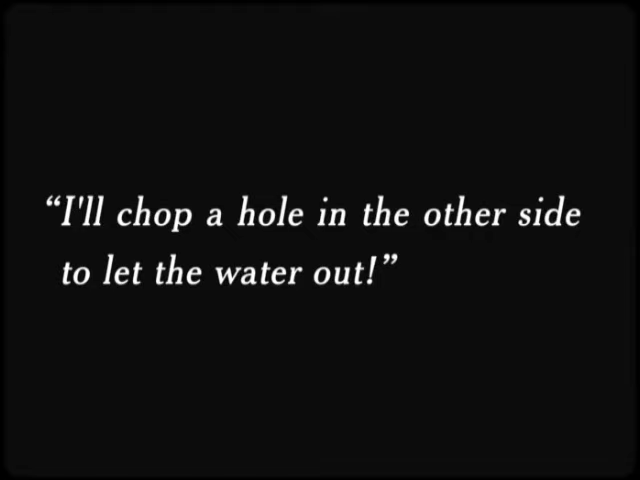 “I'll chop a hole in the other side
to let the water out!”